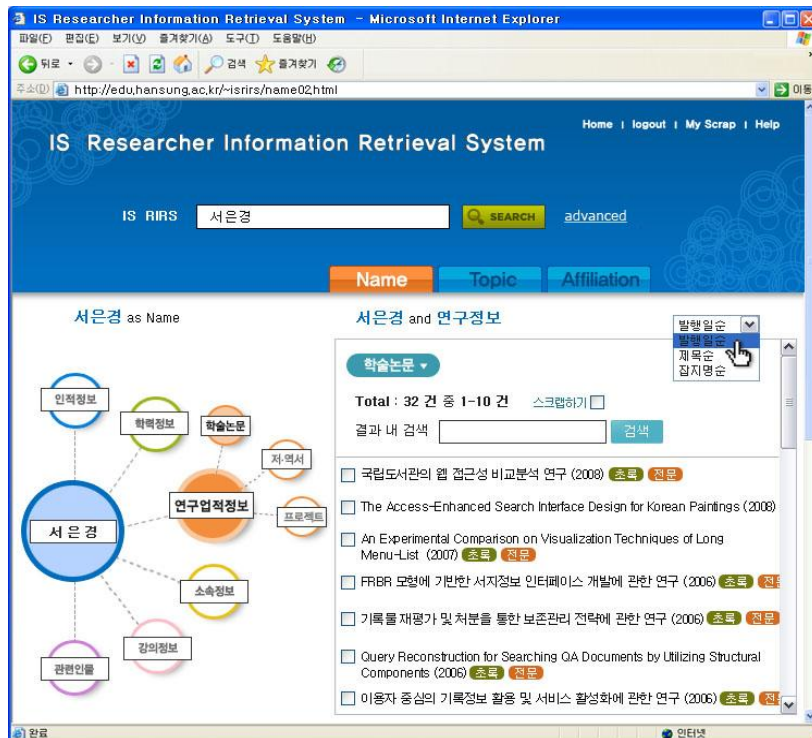 IS Researcher Information Retrieval System - Microsoft Internet Explorer
파일(F) 편집(E) 보기(V) 즐겨찾기(A) 도구(T) 도움말(H)
뒤로 검색 즐겨찾기
주소(D) http://edu.hansung.ac.kr/~isrirs/name02.html 이동
Home | logout | My Scrap | Help
IS Researcher Information Retrieval System
IS RIRS 서은경 SEARCH advanced
Name Topic Affiliation
서은경 as Name
서은경 and 연구정보
발행일순
발행일순
제목순
잡지명순
인적정보
학력정보
학술논문
저·역서
연구업적정보
프로젝트
서은경
소속정보
강의정보
관련인물
학술논문
Total : 32 건 중 1-10 건 스크랩하기
결과 내 검색 검색
국립도서관의 웹 접근성 비교분석 연구 (2008) 초록 전문
The Access-Enhanced Search Interface Design for Korean Paintings (2008)
An Experimental Comparison on Visualization Techniques of Long
Menu-List (2007) 초록 전문
FRBR 모형에 기반한 서지정보 인터페이스 개발에 관한 연구 (2006) 초록 전문
기록물 재평가 및 처분을 통한 보존관리 전략에 관한 연구 (2006) 초록 전문
Query Reconstruction for Searching QA Documents by Utilizing Structural
Components (2006) 초록 전문
이용자 중심의 기록정보 활용 및 서비스 활성화에 관한 연구 (2006) 초록 전문
완료 인터넷